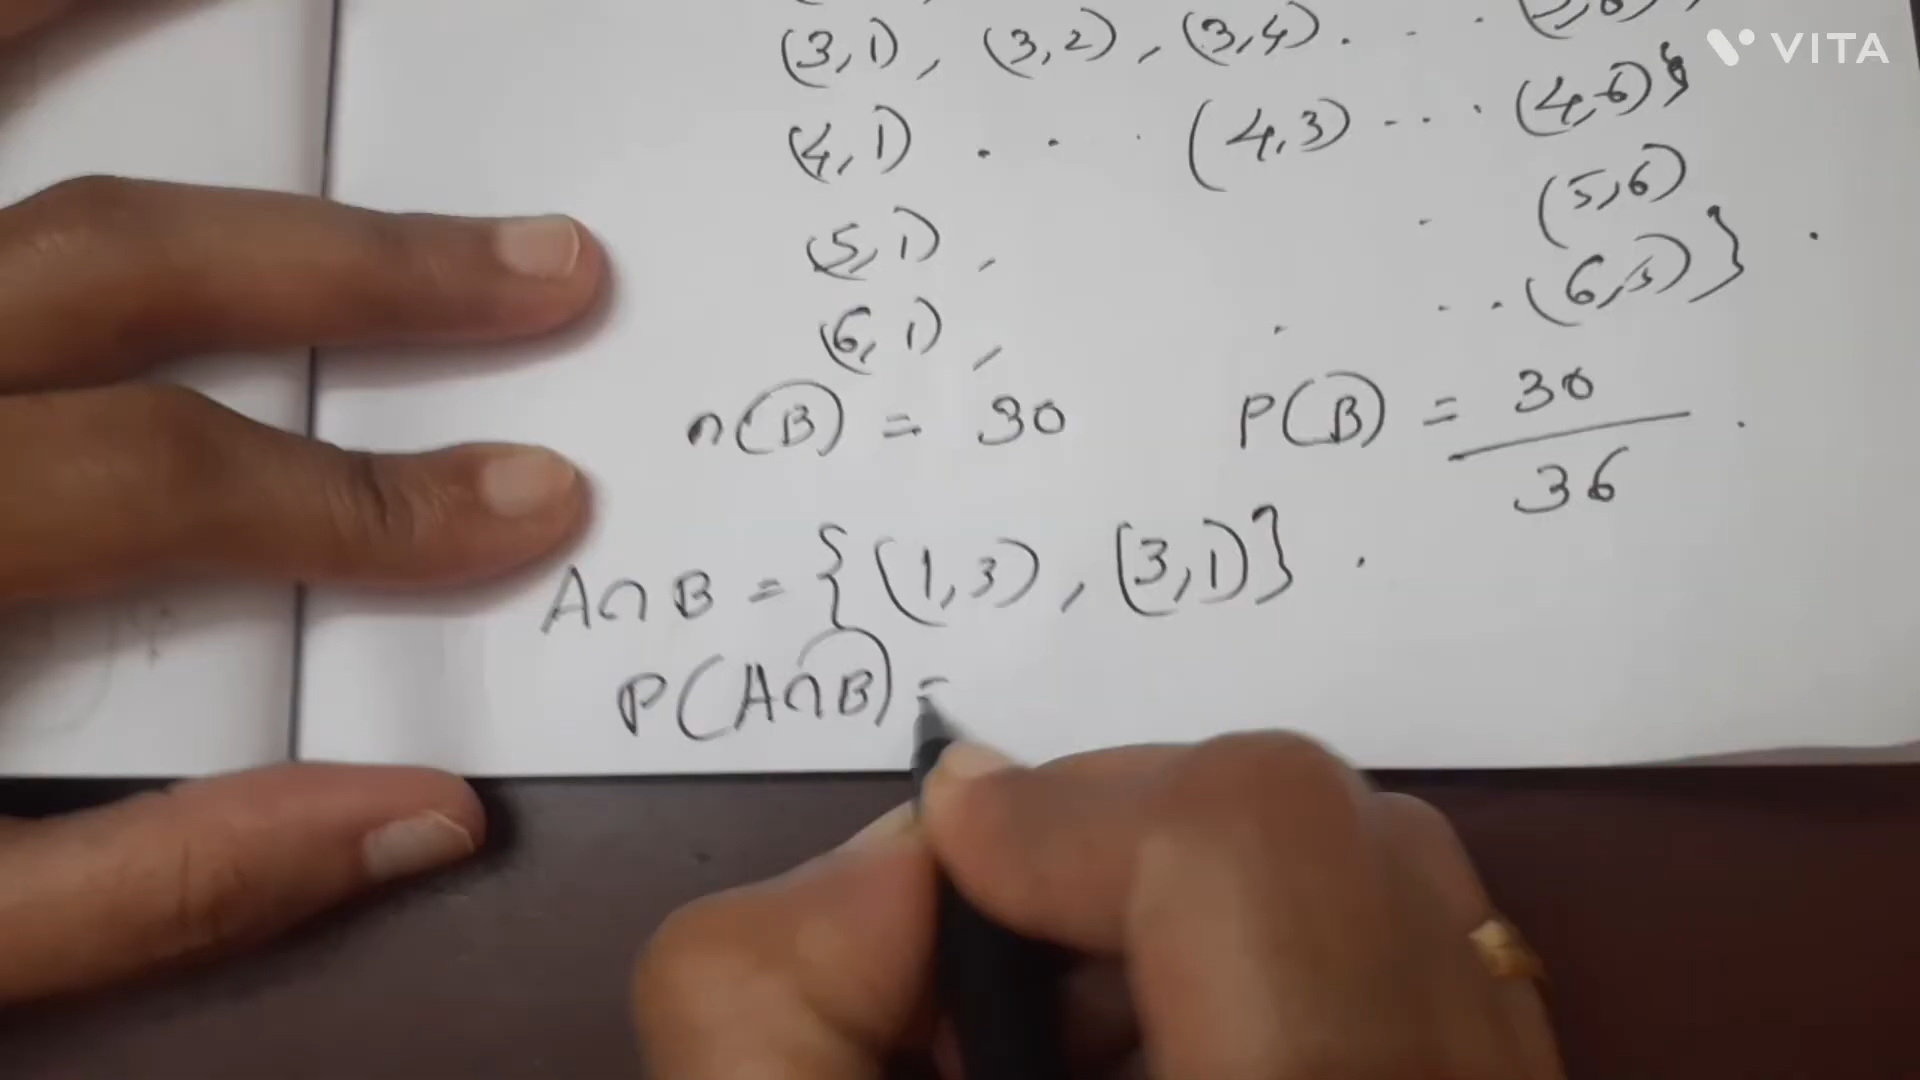 (3,1), (3,2), (3,4). . .
VITA
(4,1) . . . (4,3) ... (4,6)}
(5,1), . (5,6)
(6,1), . ..(6,5)} .
n(B) = 30 P(B) = 30/36 .
A∩B = {(1,3), (3,1)} .
P(A∩B) =